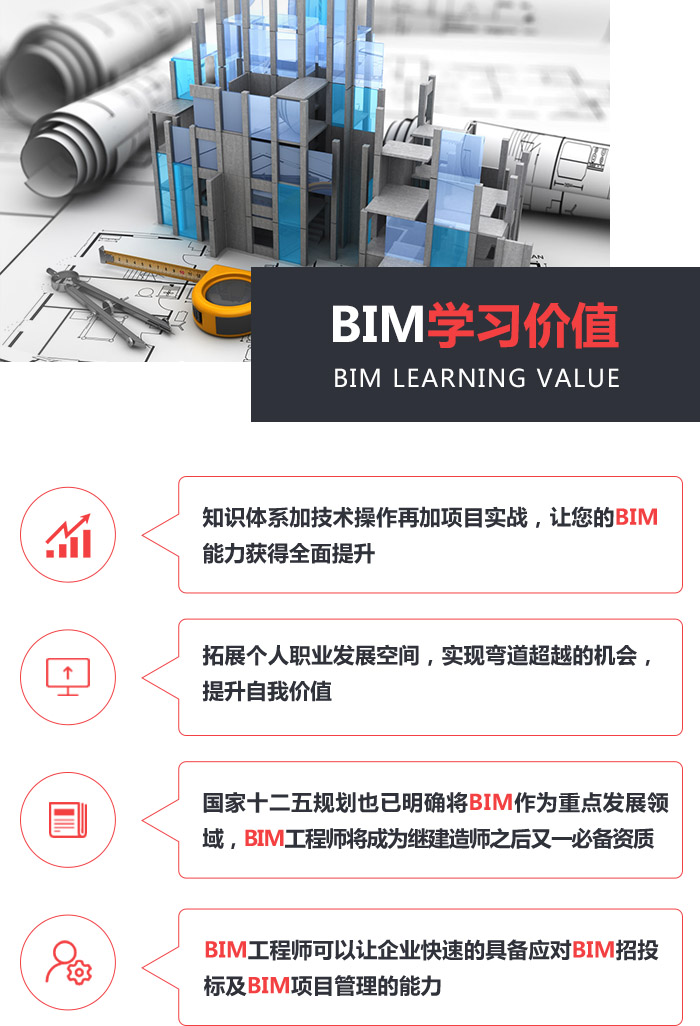 BIM学习价值
BIM LEARNING VALUE
知识体系加技术操作再加项目实战，让您的BIM
能力获得全面提升
拓展个人职业发展空间，实现弯道超越的机会，
提升自我价值
国家十二五规划也已明确将BIM作为重点发展领
域，BIM工程师将成为继建造师之后又一必备资质
BIM工程师可以让企业快速的具备应对BIM招投
标及BIM项目管理的能力